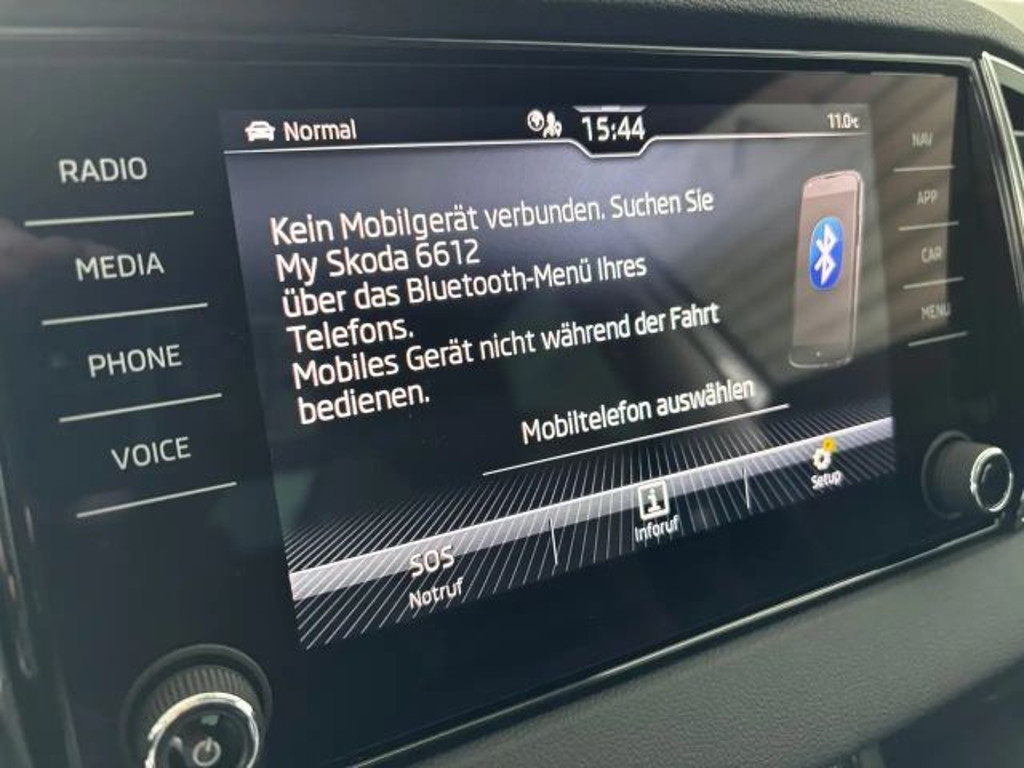 Normal
15:44
11.0°C
RADIO
MEDIA
PHONE
VOICE
Kein Mobilgerät verbunden. Suchen Sie
My Skoda 6612
über das Bluetooth-Menü Ihres
Telefons.
Mobiles Gerät nicht während der Fahrt
bedienen.
Mobiltelefon auswählen
SOS
Notruf
Inforuf
Setup
NAV
APP
CAR
MENU